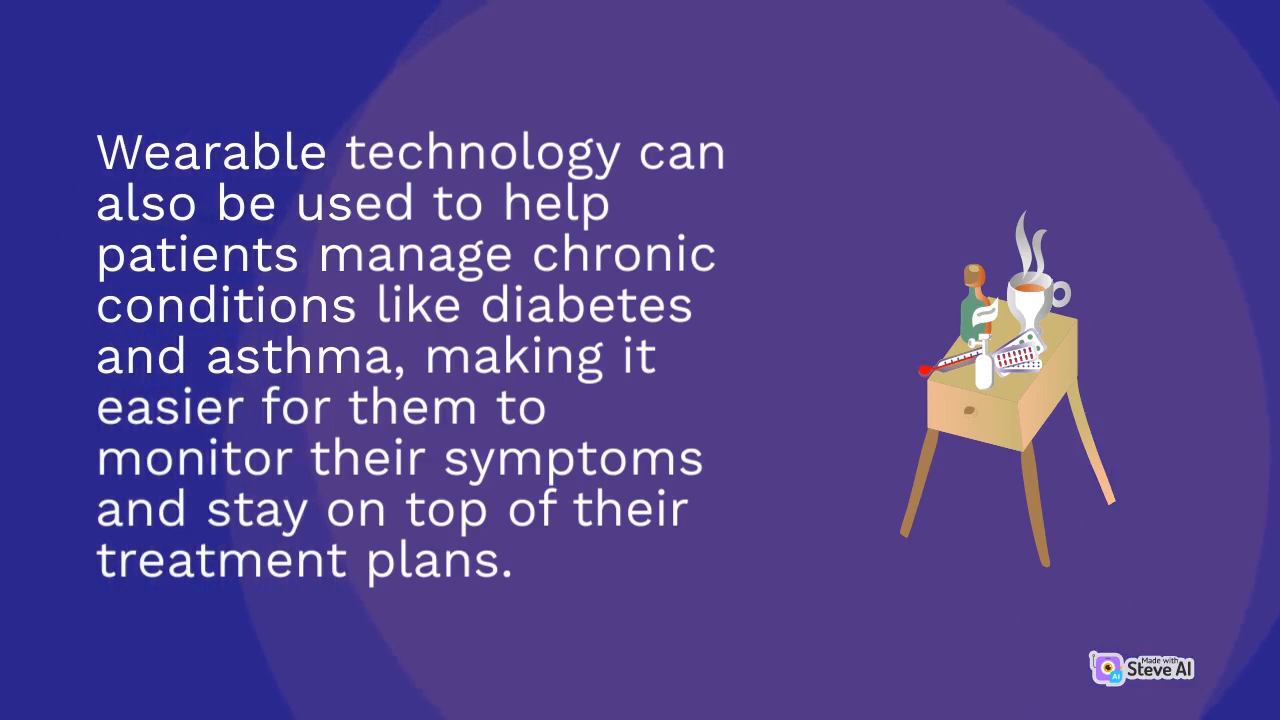 Wearable technology can
also be used to help
patients manage chronic
conditions like diabetes
and asthma, making it
easier for them to
monitor their symptoms
and stay on top of their
treatment plans.
Made with
Steve AI
AI